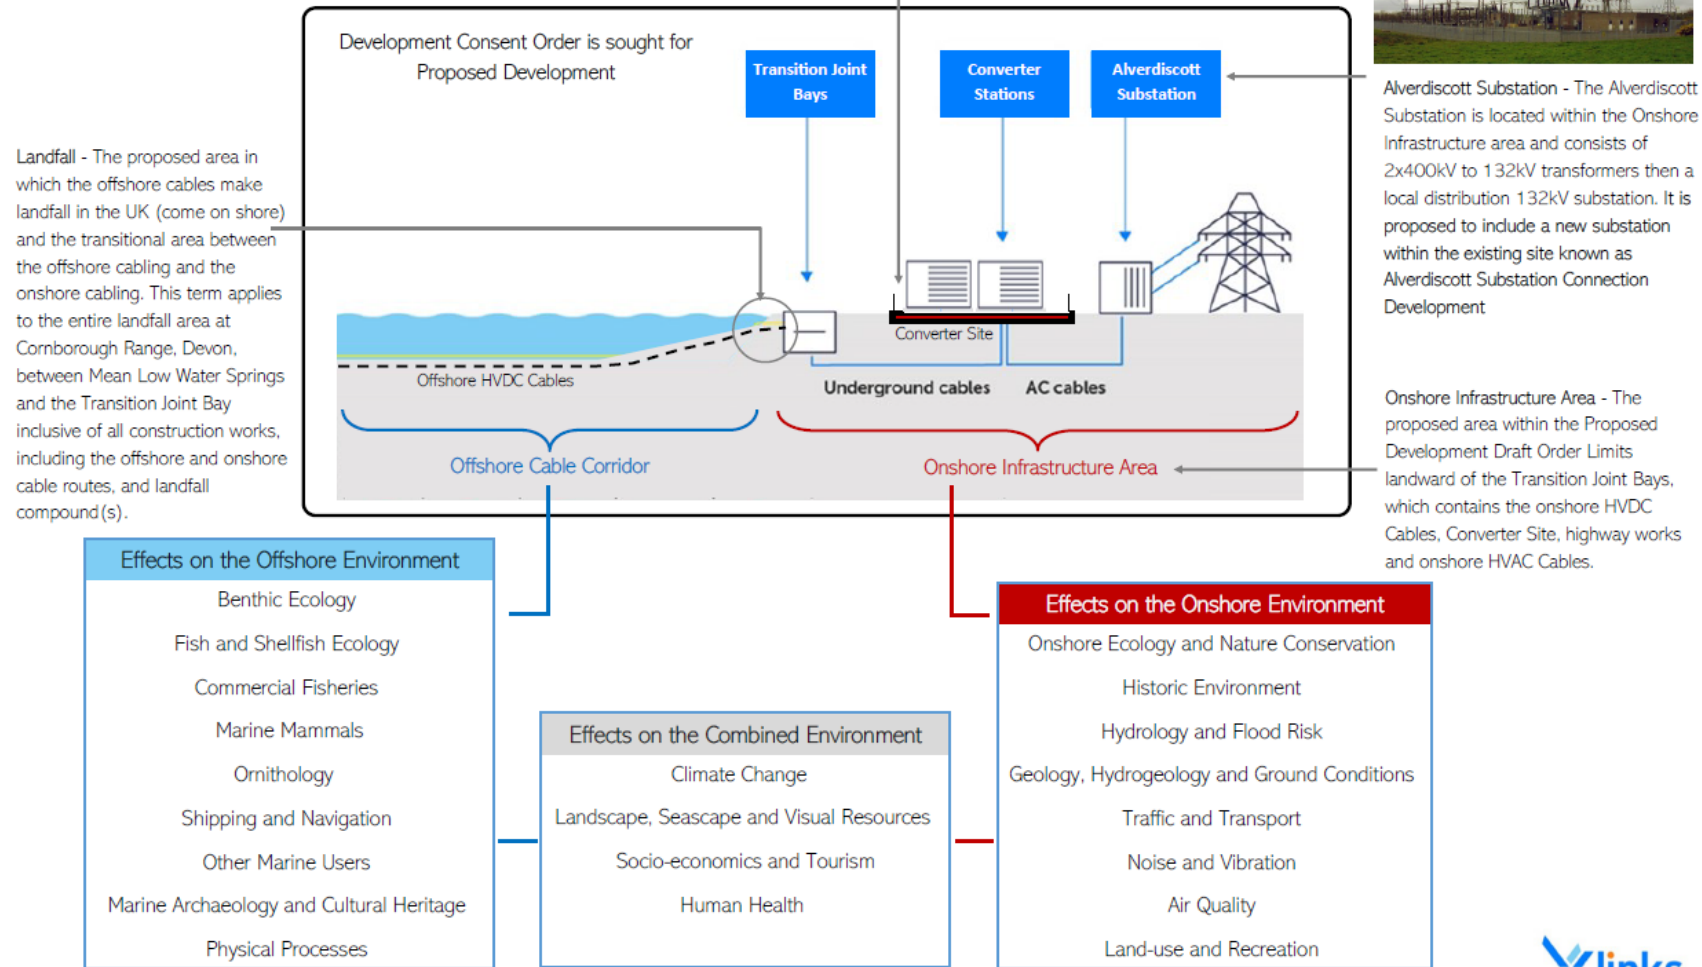 Development Consent Order is sought for
Proposed Development
Transition Joint
Bays
Converter
Stations
Alverdiscott
Substation
Landfall - The proposed area in
which the offshore cables make
landfall in the UK (come on shore)
and the transitional area between
the offshore cabling and the
onshore cabling. This term applies
to the entire landfall area at
Cornborough Range, Devon,
between Mean Low Water Springs
and the Transition Joint Bay
inclusive of all construction works,
including the offshore and onshore
cable routes, and landfall
compound(s).
Alverdiscott Substation - The Alverdiscott
Substation is located within the Onshore
Infrastructure area and consists of
2x400kV to 132kV transformers then a
local distribution 132kV substation. It is
proposed to include a new substation
within the existing site known as
Alverdiscott Substation Connection
Development
Converter Site
Offshore HVDC Cables
Underground cables
AC cables
Offshore Cable Corridor
Onshore Infrastructure Area
Onshore Infrastructure Area - The
proposed area within the Proposed
Development Draft Order Limits
landward of the Transition Joint Bays,
which contains the onshore HVDC
Cables, Converter Site, highway works
and onshore HVAC Cables.
Effects on the Offshore Environment
Benthic Ecology
Fish and Shellfish Ecology
Commercial Fisheries
Marine Mammals
Ornithology
Shipping and Navigation
Other Marine Users
Marine Archaeology and Cultural Heritage
Physical Processes
Effects on the Combined Environment
Climate Change
Landscape, Seascape and Visual Resources
Socio-economics and Tourism
Human Health
Effects on the Onshore Environment
Onshore Ecology and Nature Conservation
Historic Environment
Hydrology and Flood Risk
Geology, Hydrogeology and Ground Conditions
Traffic and Transport
Noise and Vibration
Air Quality
Land-use and Recreation
Xlinks